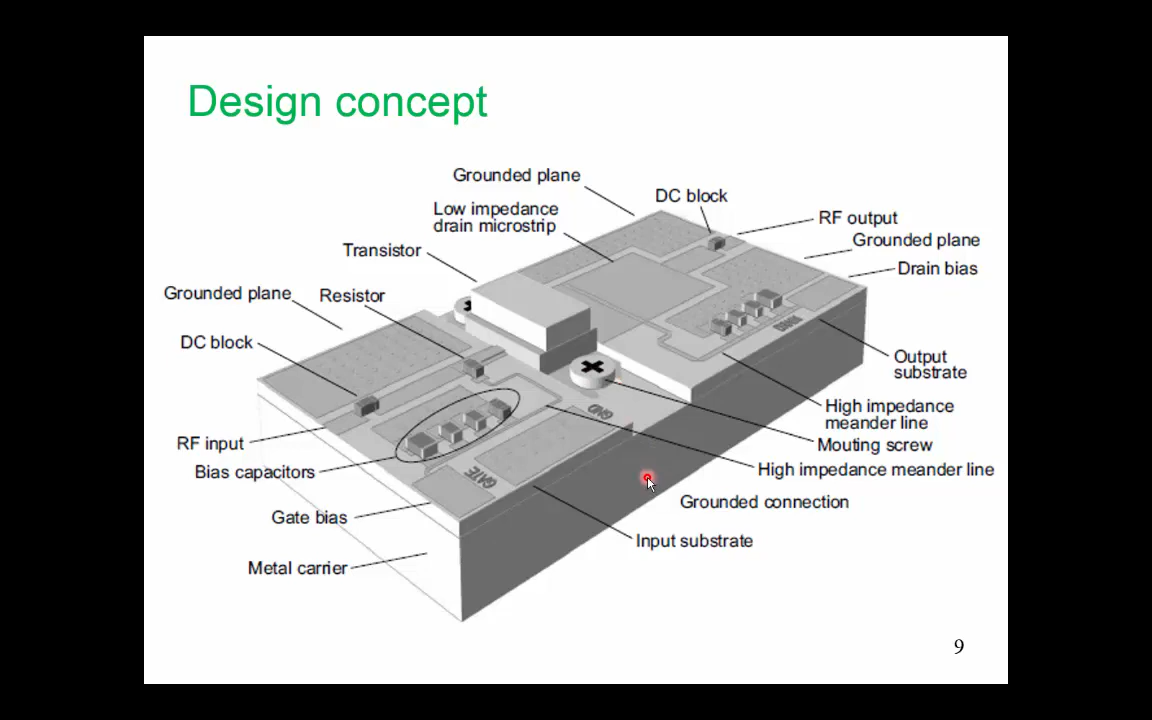 Design concept
Grounded plane
DC block
Low impedance
drain microstrip
RF output
Transistor
Grounded plane
Drain bias
Grounded plane
Resistor
DC block
Output
substrate
High impedance
meander line
RF input
Mouting screw
Bias capacitors
High impedance meander line
Grounded connection
Gate bias
Input substrate
Metal carrier
GATE
GND
DRAIN
9